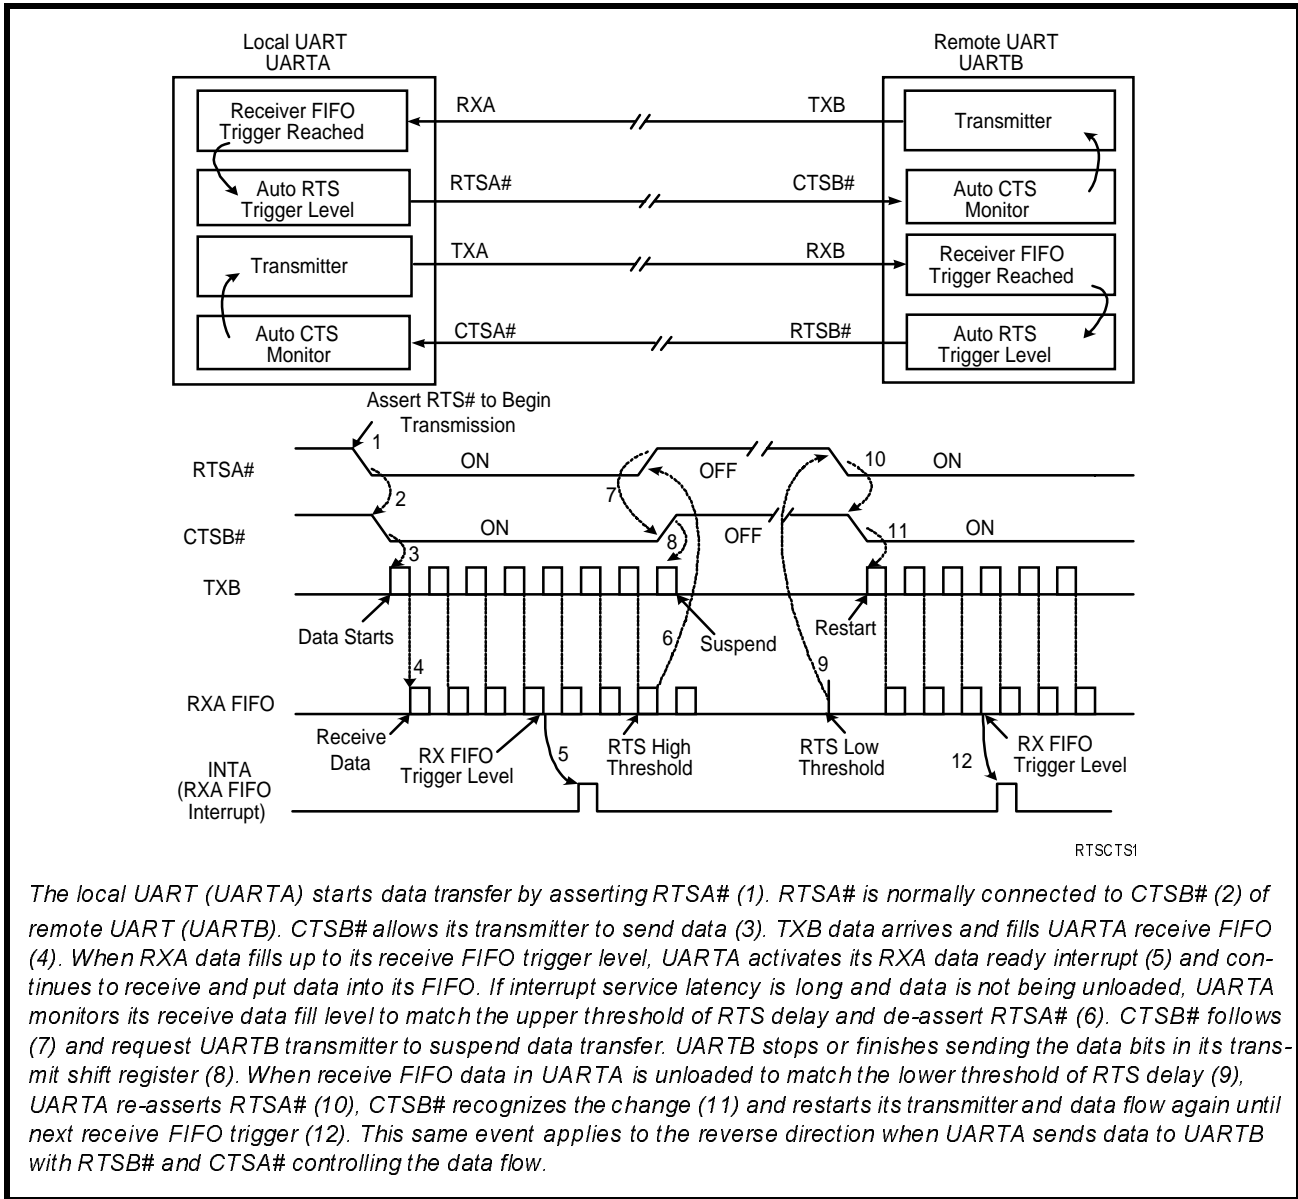 Local UART
UARTA
Remote UART
UARTB
Receiver FIFO
Trigger Reached
RXA
TXB
Transmitter
Auto RTS
Trigger Level
RTSA#
CTSB#
Auto CTS
Monitor
Transmitter
TXA
RXB
Receiver FIFO
Trigger Reached
Auto CTS
Monitor
CTSA#
RTSB#
Auto RTS
Trigger Level
Assert RTS# to Begin
Transmission
RTSA#
1
ON
OFF
10
ON
2
7
CTSB#
ON
OFF
ON
3
8
11
TXB
Data Starts
Suspend
Restart
4
6
9
RXA FIFO
Receive
Data
RX FIFO
Trigger Level
5
RTS High
Threshold
RTS Low
Threshold
12
RX FIFO
Trigger Level
INTA
(RXA FIFO
Interrupt)
RTSCTS1
The local UART (UARTA) starts data transfer by asserting RTSA# (1). RTSA# is normally connected to CTSB# (2) of
remote UART (UARTB). CTSB# allows its transmitter to send data (3). TXB data arrives and fills UARTA receive FIFO
(4). When RXA data fills up to its receive FIFO trigger level, UARTA activates its RXA data ready interrupt (5) and con-
tinues to receive and put data into its FIFO. If interrupt service latency is long and data is not being unloaded, UARTA
monitors its receive data fill level to match the upper threshold of RTS delay and de-assert RTSA# (6). CTSB# follows
(7) and request UARTB transmitter to suspend data transfer. UARTB stops or finishes sending the data bits in its trans-
mit shift register (8). When receive FIFO data in UARTA is unloaded to match the lower threshold of RTS delay (9),
UARTA re-asserts RTSA# (10), CTSB# recognizes the change (11) and restarts its transmitter and data flow again until
next receive FIFO trigger (12). This same event applies to the reverse direction when UARTA sends data to UARTB
with RTSB# and CTSA# controlling the data flow.